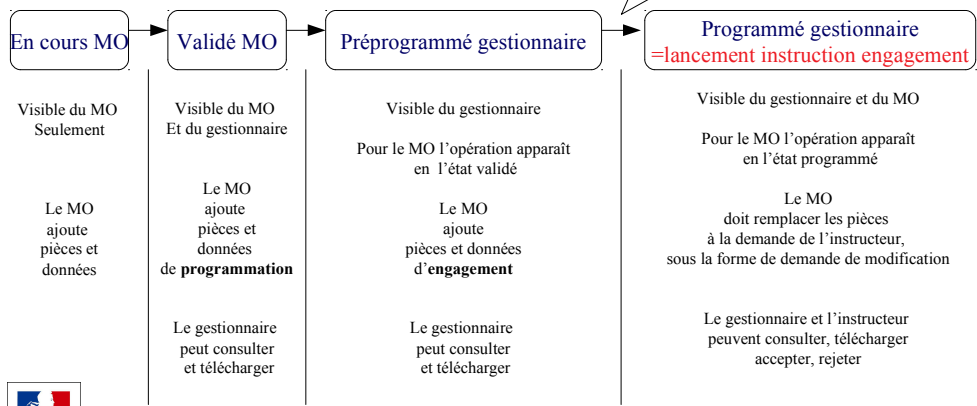 En cours MO
Visible du MO
Seulement
Le MO
ajoute
pièces et
données
Validé MO
Visible du MO
Et du gestionnaire
Le MO
ajoute
pièces et
données
de programmation
Le gestionnaire
peut consulter
et télécharger
Préprogrammé gestionnaire
Visible du gestionnaire
Pour le MO l’opération apparaît
en l’état validé
Le MO
ajoute
pièces et données
d’engagement
Le gestionnaire
peut consulter
et télécharger
Programmé gestionnaire
=lancement instruction engagement
Visible du gestionnaire et du MO
Pour le MO l’opération apparaît
en l’état programmé
Le MO
doit remplacer les pièces
à la demande de l’instructeur,
sous la forme de demande de modification
Le gestionnaire et l’instructeur
peuvent consulter, télécharger
accepter, rejeter